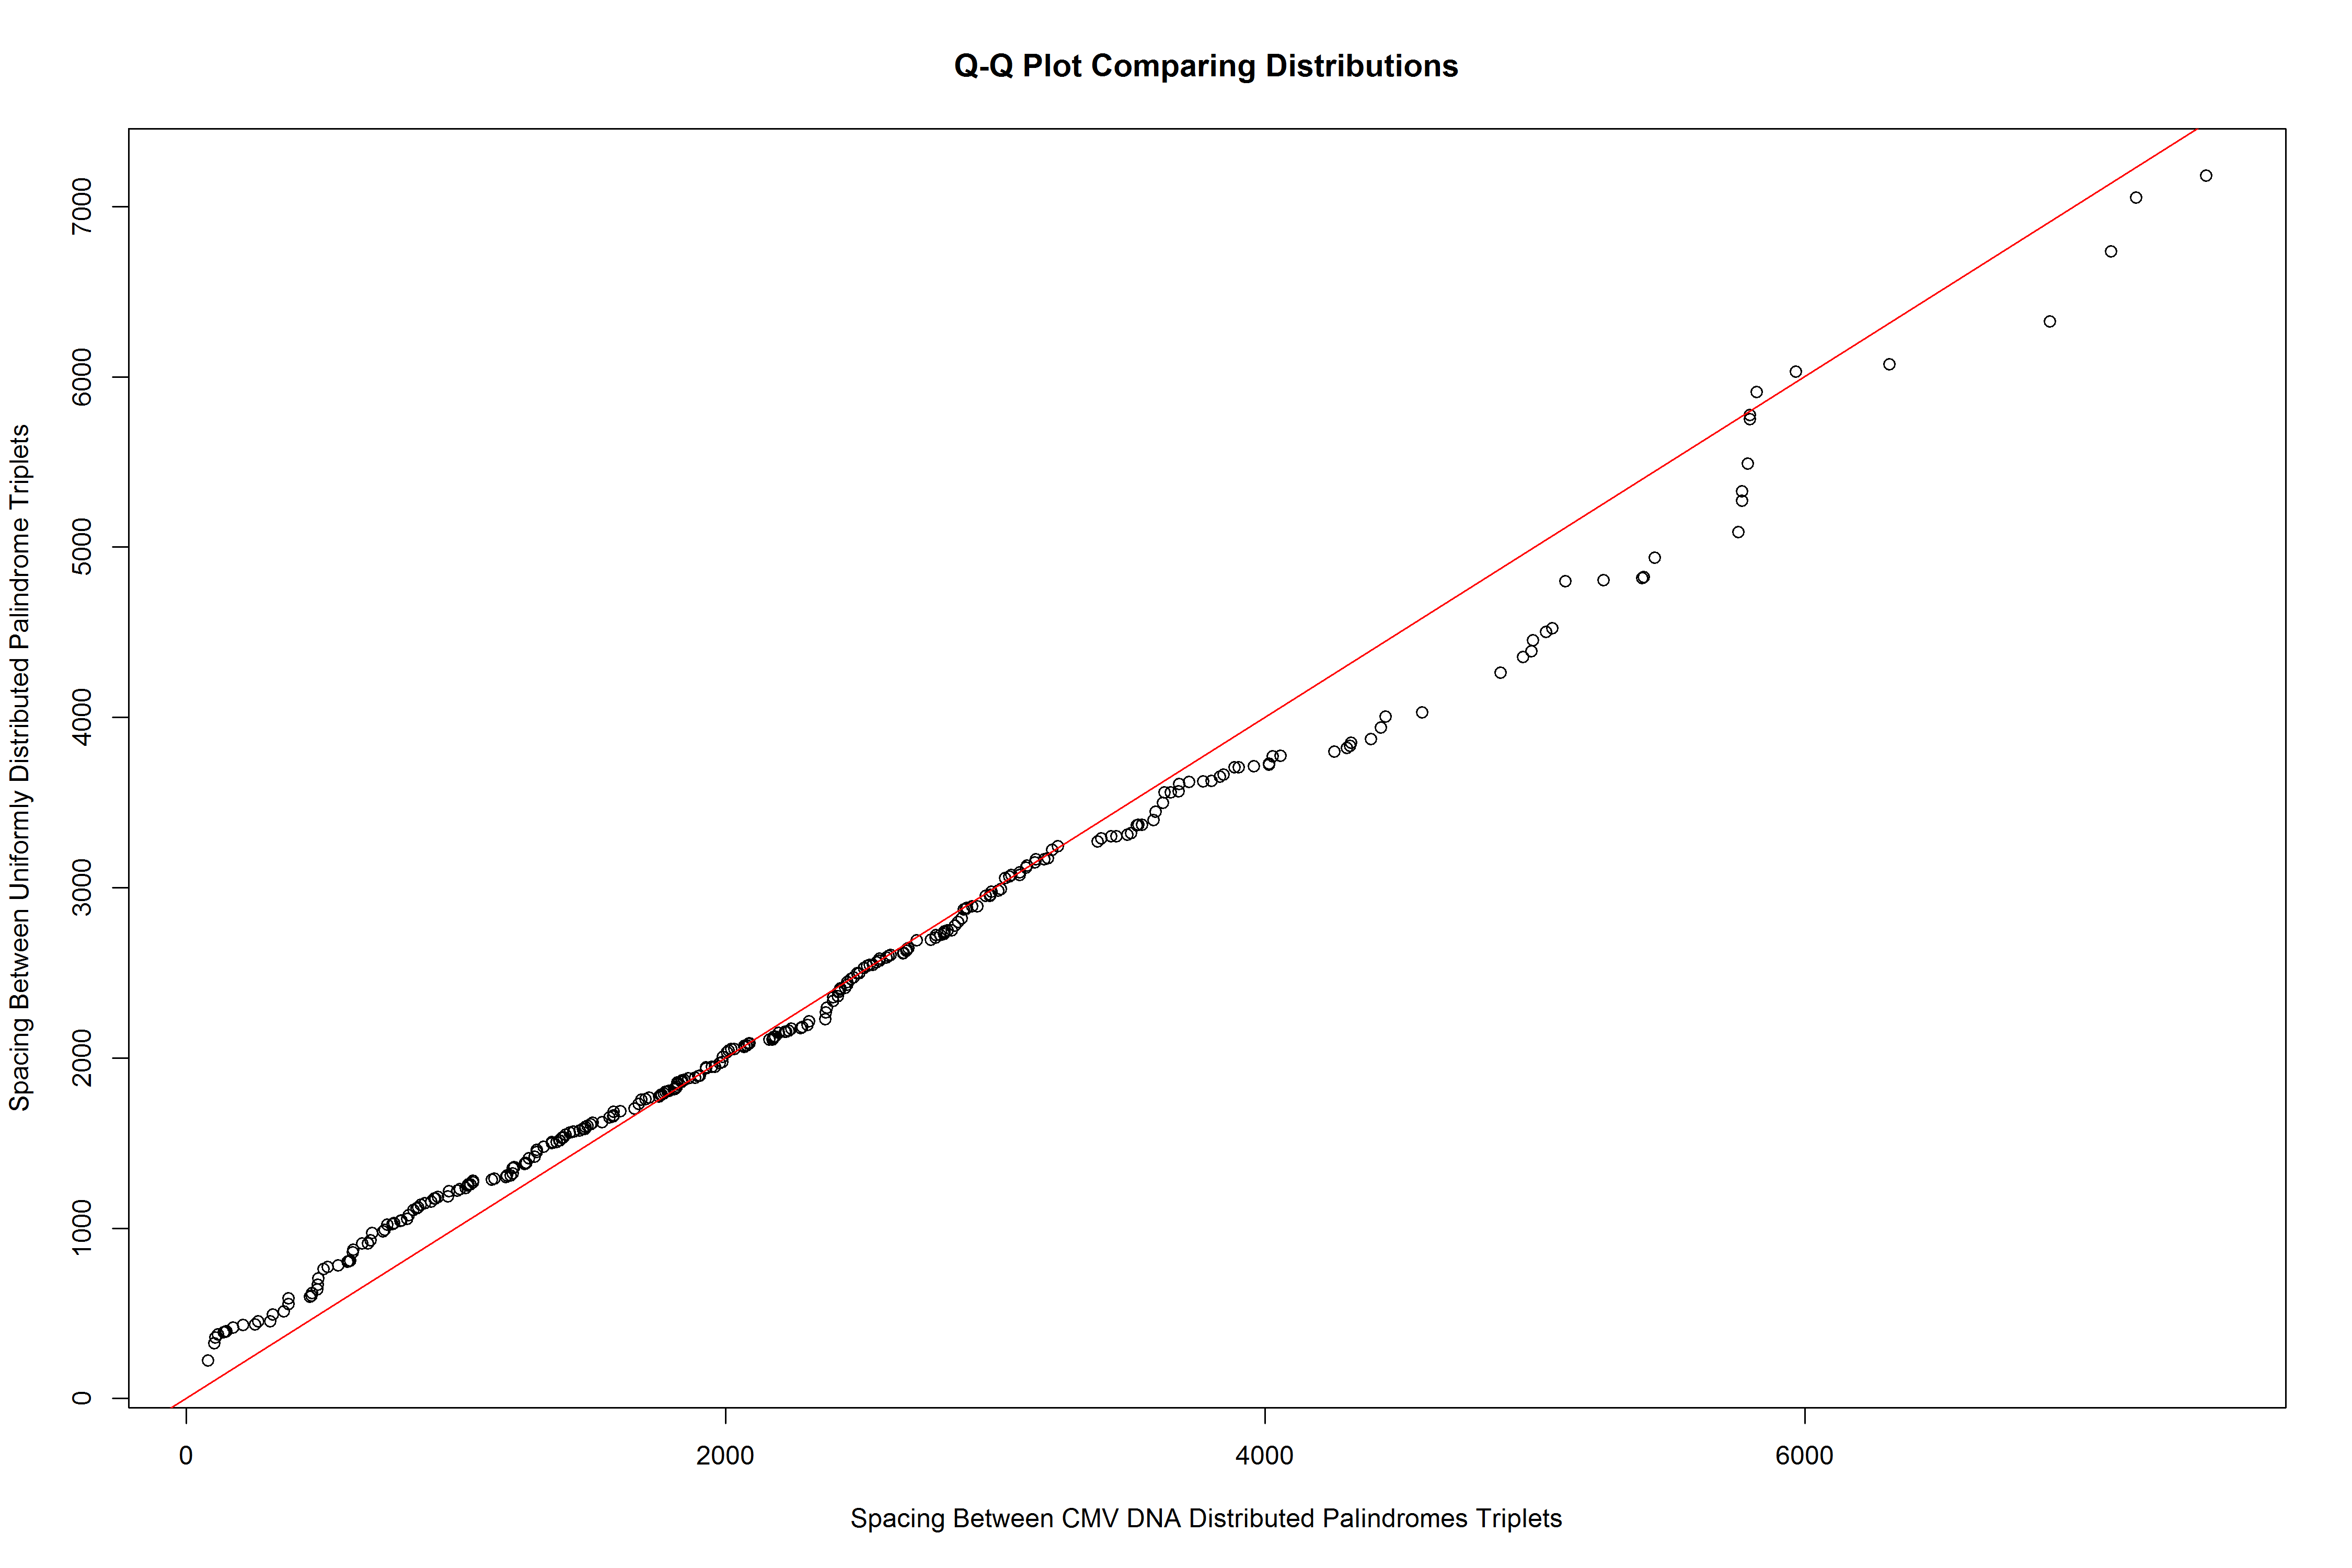 Q-Q Plot Comparing Distributions
Spacing Between Uniformly Distributed Palindrome Triplets
7000
6000
5000
4000
3000
2000
1000
0
0 2000 4000 6000
Spacing Between CMV DNA Distributed Palindromes Triplets